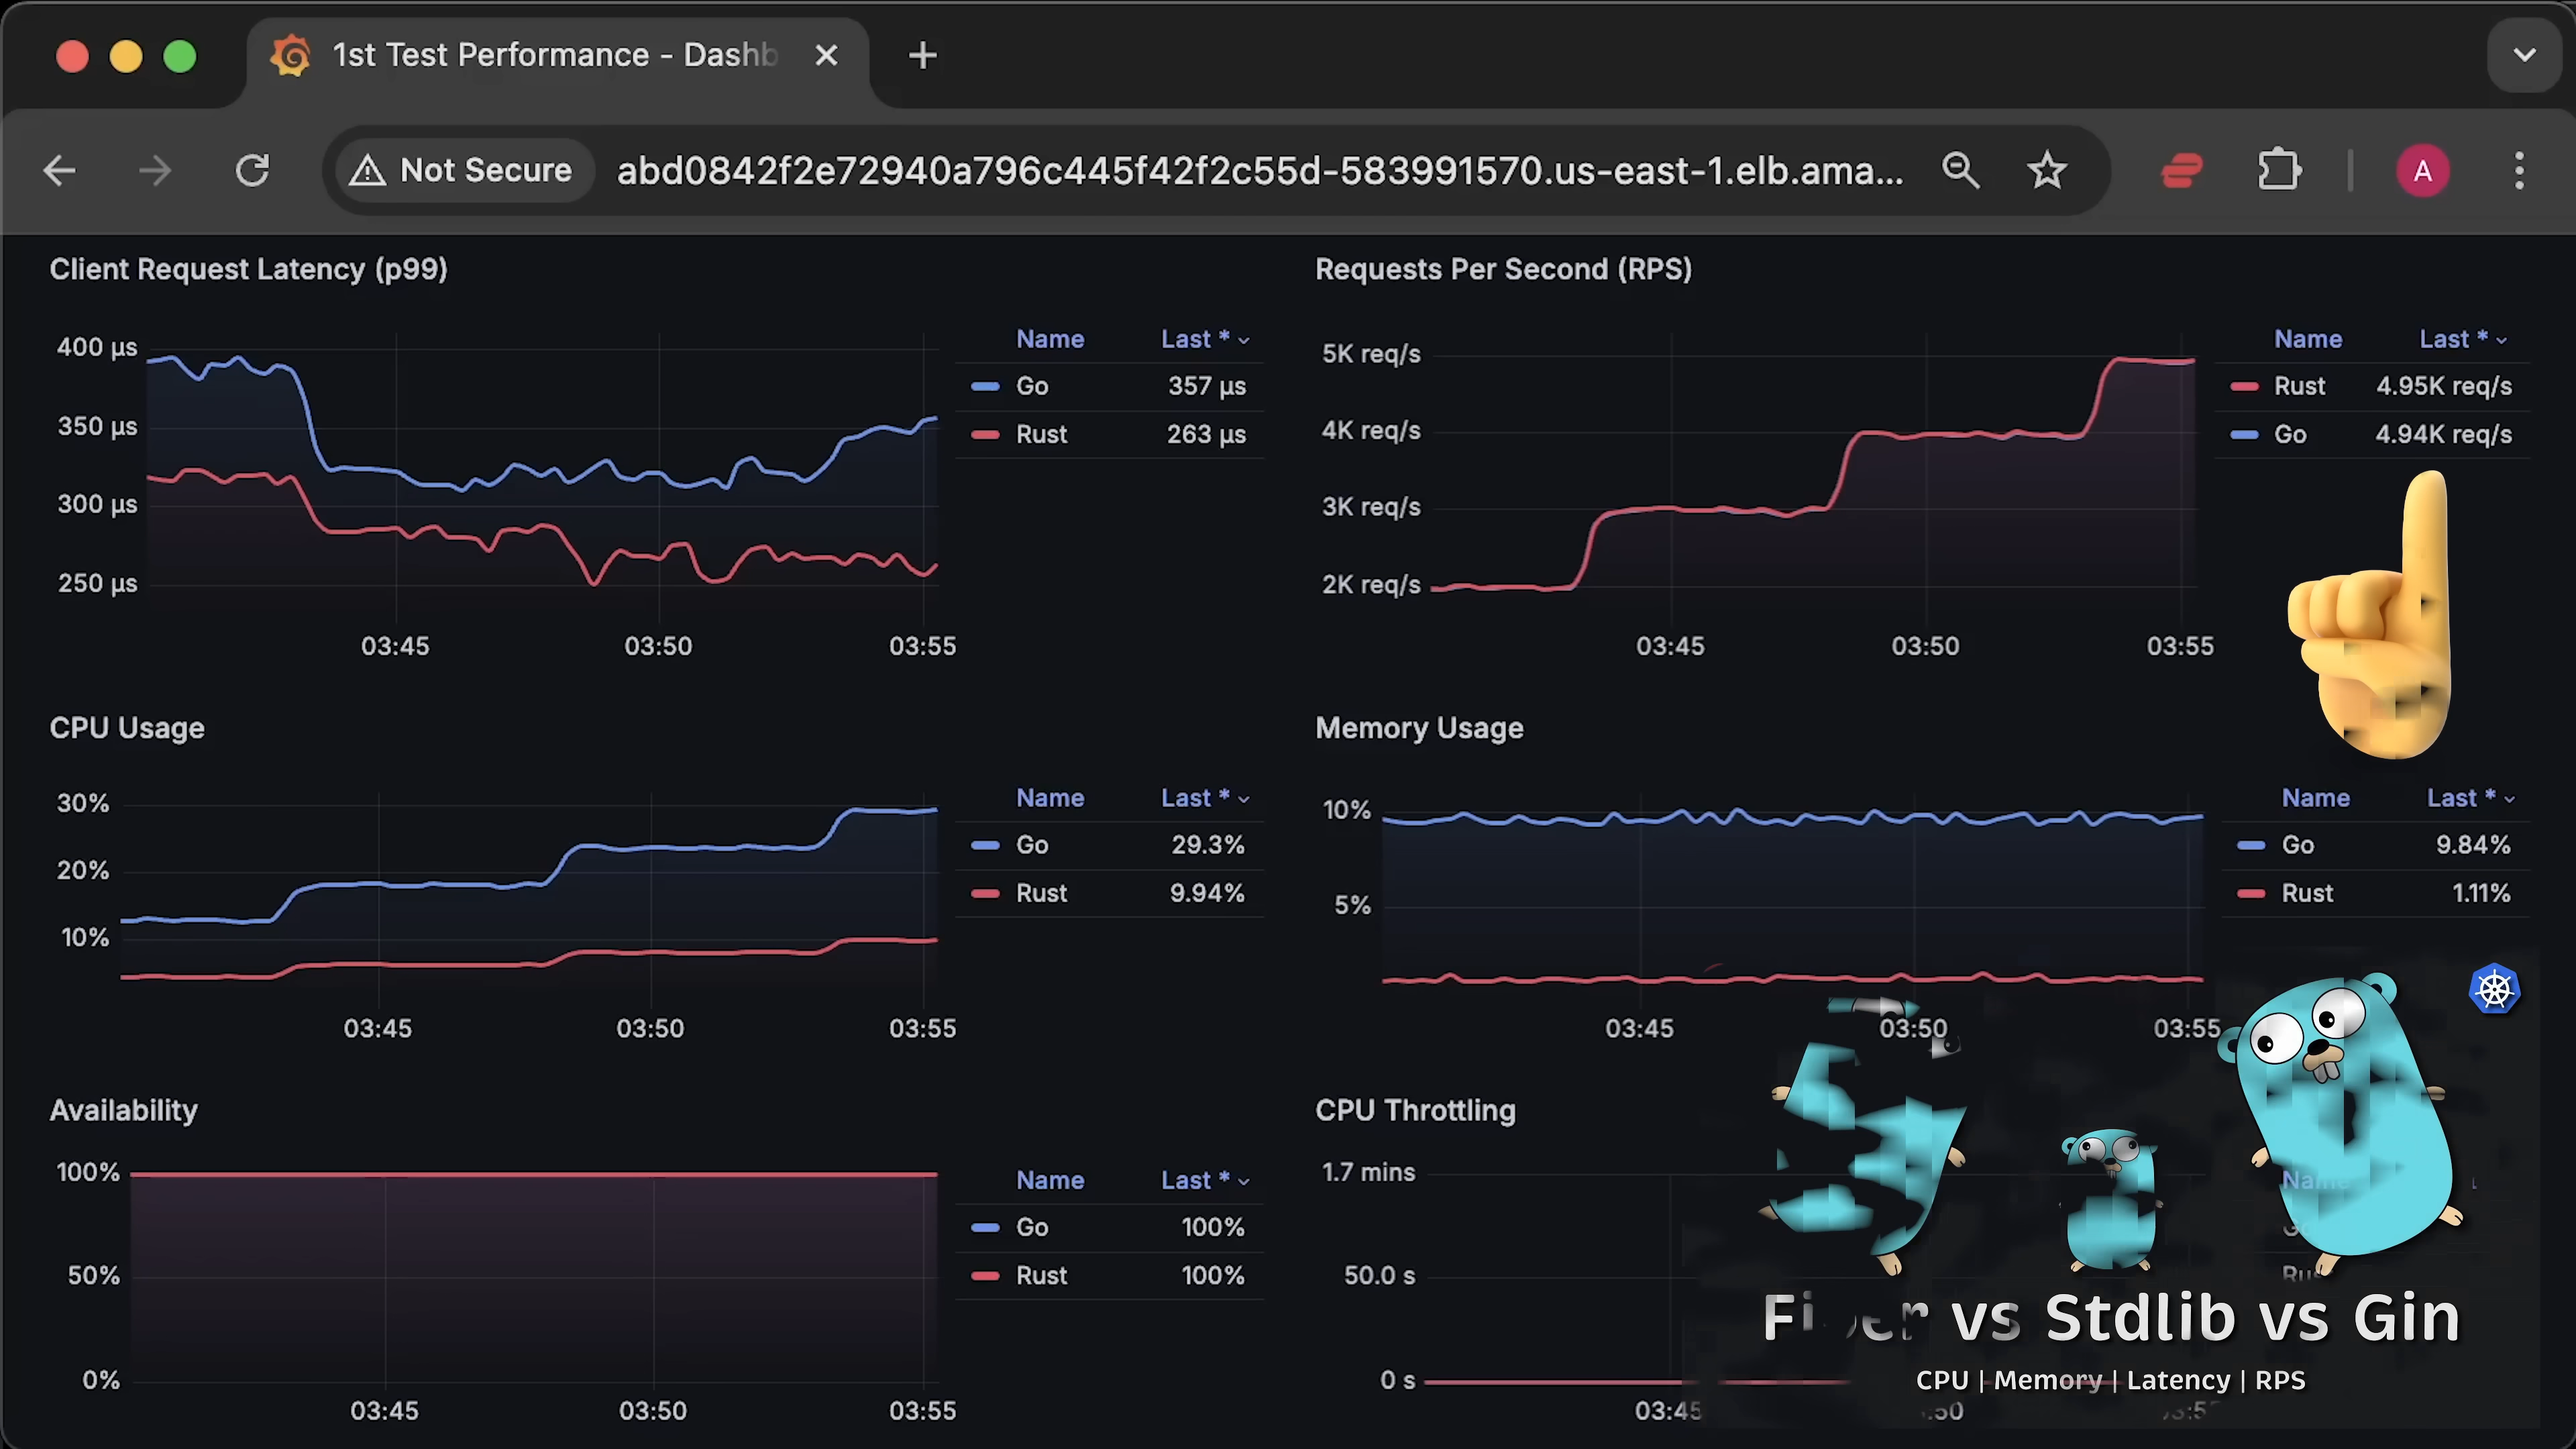 1st Test Performance - Dashb
Not Secure
abd0842f2e72940a796c445f42f2c55d-583991570.us-east-1.elb.ama...
A
Client Request Latency (p99)
400 µs
350 µs
300 µs
250 µs
03:45 03:50 03:55
Name Last *
Go 357 µs
Rust 263 µs
Requests Per Second (RPS)
5K req/s
4K req/s
3K req/s
2K req/s
03:45 03:50 03:55
Name Last *
Rust 4.95K req/s
Go 4.94K req/s
CPU Usage
30%
20%
10%
03:45 03:50 03:55
Name Last *
Go 29.3%
Rust 9.94%
Memory Usage
10%
5%
03:45 03:50 03:55
Name Last *
Go 9.84%
Rust 1.11%
Availability
100%
50%
0%
03:45 03:50 03:55
Name Last *
Go 100%
Rust 100%
CPU Throttling
1.7 mins
50.0 s
0 s
03:45
vs Stdlib vs Gin
CPU | Memory | Latency | RPS